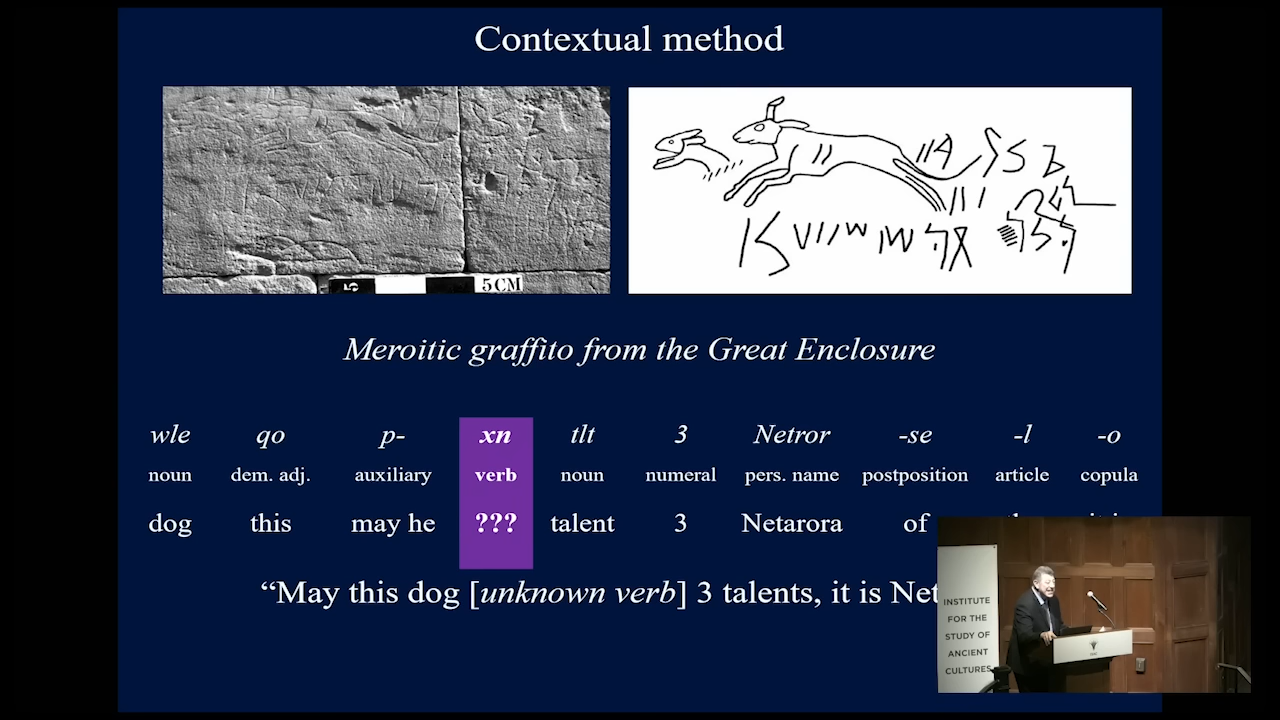 Contextual method
5 CM
Meroitic graffito from the Great Enclosure
wle qo p- xn tlt 3 Netror -se -l -o
noun dem. adj. auxiliary verb noun numeral pers. name postposition article copula
dog this may he ??? talent 3 Netarora of
“May this dog [unknown verb] 3 talents, it is
INSTITUTE
FOR THE
STUDY OF
ANCIENT
CULTURES